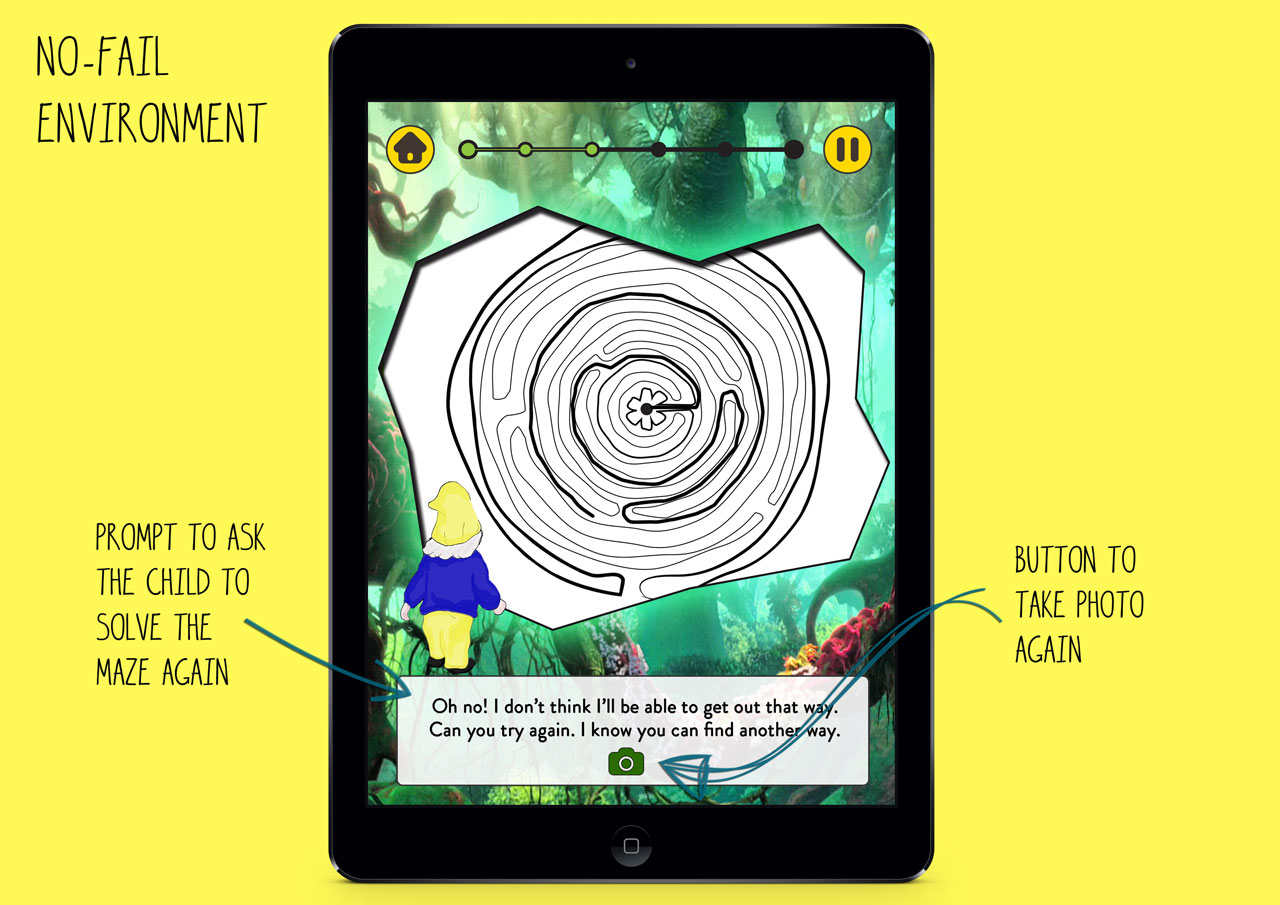 NO-FAIL
ENVIRONMENT
PROMPT TO ASK
THE CHILD TO
SOLVE THE
MAZE AGAIN
BUTTON TO
TAKE PHOTO
AGAIN
Oh no! I don't think I'll be able to get out that way.
Can you try again. I know you can find another way.